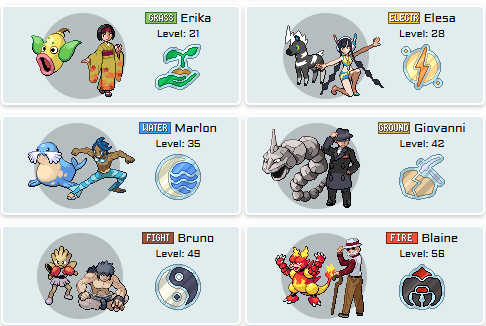 GRASS Erika
Level: 21
ELECTR Elesa
Level: 28
WATER Marlon
Level: 35
GROUND Giovanni
Level: 42
FIGHT Bruno
Level: 49
FIRE Blaine
Level: 56